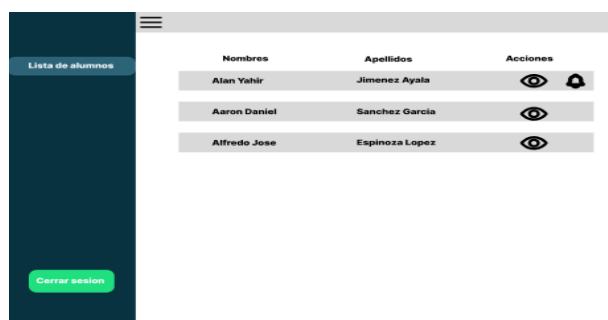 Lista de alumnos
Cerrar sesion
Nombres Apellidos Acciones
Alan Yahir Jimenez Ayala
Aaron Daniel Sanchez Garcia
Alfredo Jose Espinoza Lopez